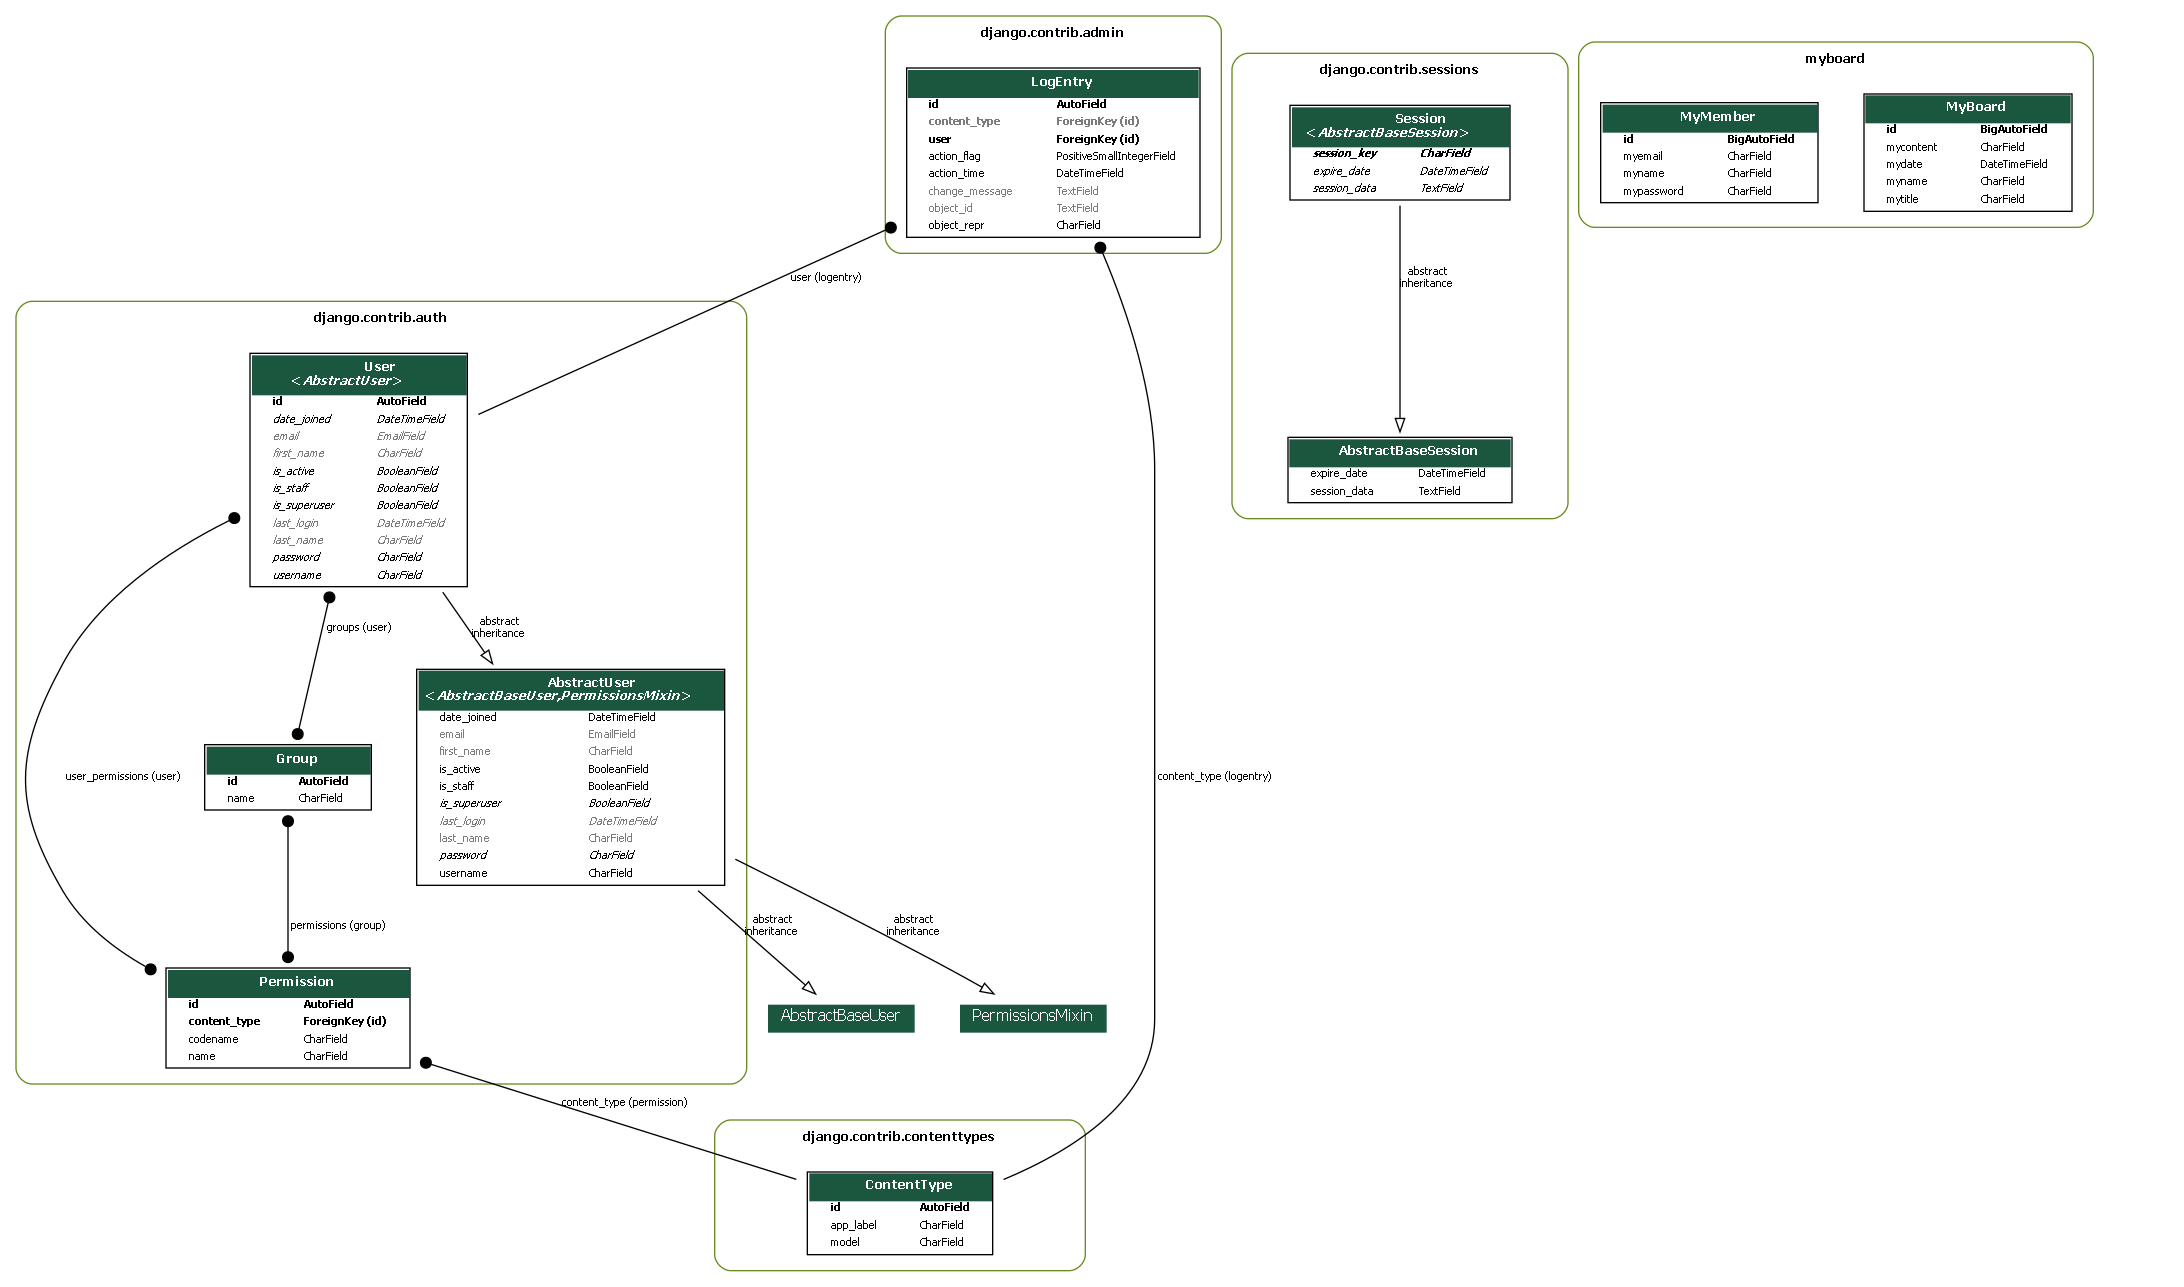 django.contrib.admin
LogEntry
id AutoField
content_type ForeignKey (id)
user ForeignKey (id)
action_flag PositiveSmallIntegerField
action_time DateTimeField
change_message TextField
object_id TextField
object_repr CharField
django.contrib.sessions
Session
<AbstractBaseSession>
session_key CharField
expire_date DateTimeField
session_data TextField
abstract
inheritance
AbstractBaseSession
expire_date DateTimeField
session_data TextField
myboard
MyMember
id BigAutoField
myemail CharField
myname CharField
mypassword CharField
MyBoard
id BigAutoField
mycontent CharField
mydate DateTimeField
myname CharField
mytitle CharField
user (logentry)
django.contrib.auth
User
<AbstractUser>
id AutoField
date_joined DateTimeField
email EmailField
first_name CharField
is_active BooleanField
is_staff BooleanField
is_superuser BooleanField
last_login DateTimeField
last_name CharField
password CharField
username CharField
groups (user)
abstract
inheritance
AbstractUser
<AbstractBaseUser,PermissionsMixin>
date_joined DateTimeField
email EmailField
first_name CharField
is_active BooleanField
is_staff BooleanField
is_superuser BooleanField
last_login DateTimeField
last_name CharField
password CharField
username CharField
Group
id AutoField
name CharField
user_permissions (user)
content_type (logentry)
permissions (group)
abstract
inheritance
abstract
inheritance
Permission
id AutoField
content_type ForeignKey (id)
codename CharField
name CharField
AbstractBaseUser
PermissionsMixin
content_type (permission)
django.contrib.contenttypes
ContentType
id AutoField
app_label CharField
model CharField